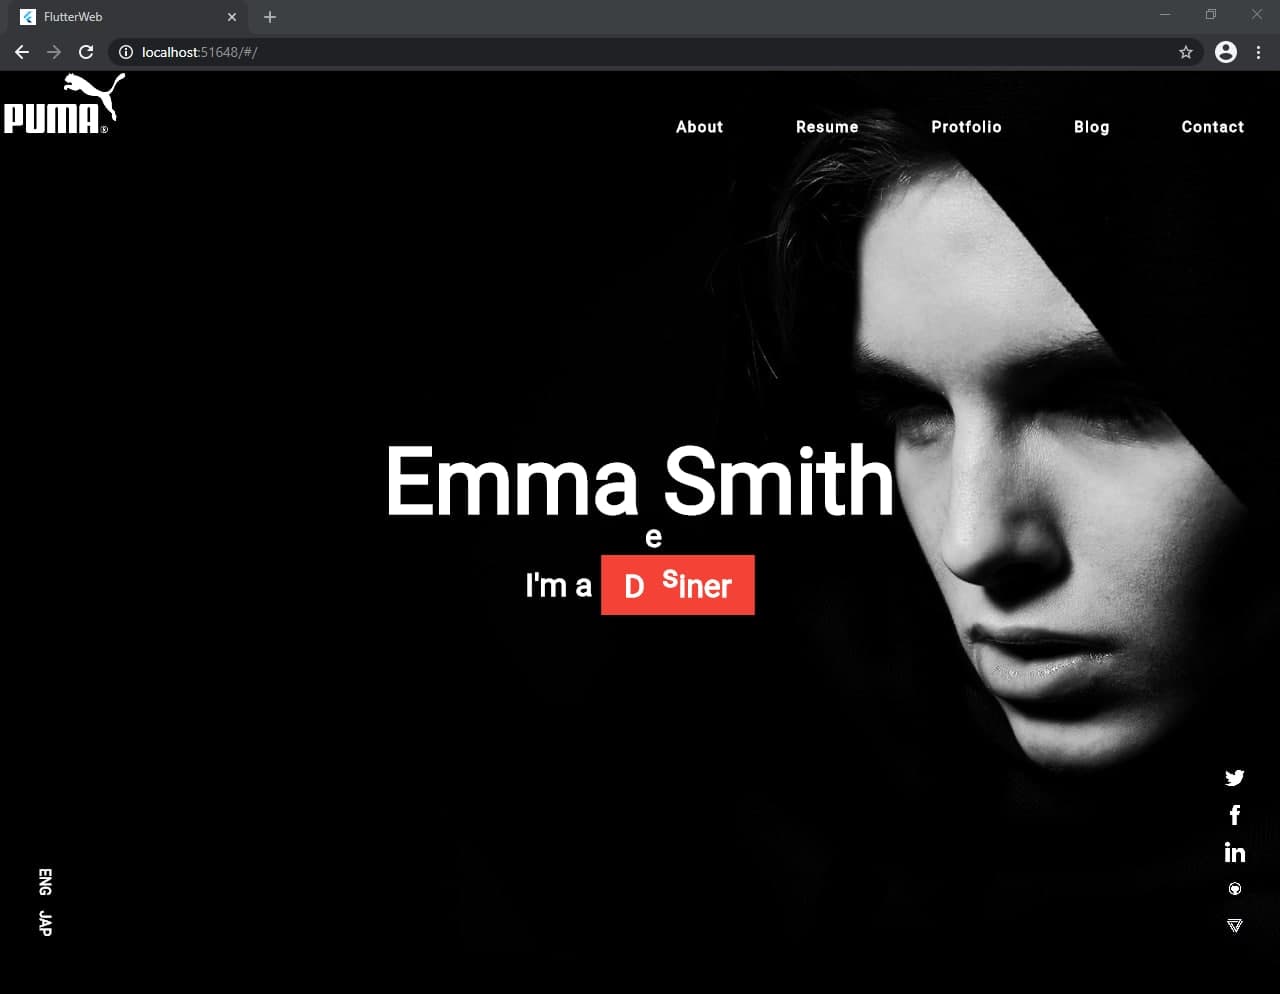 FlutterWeb
localhost:51648/#/
PUMA®
About Resume Protfolio Blog Contact
Emma Smith
e
I'm a D siner
ENG JAP